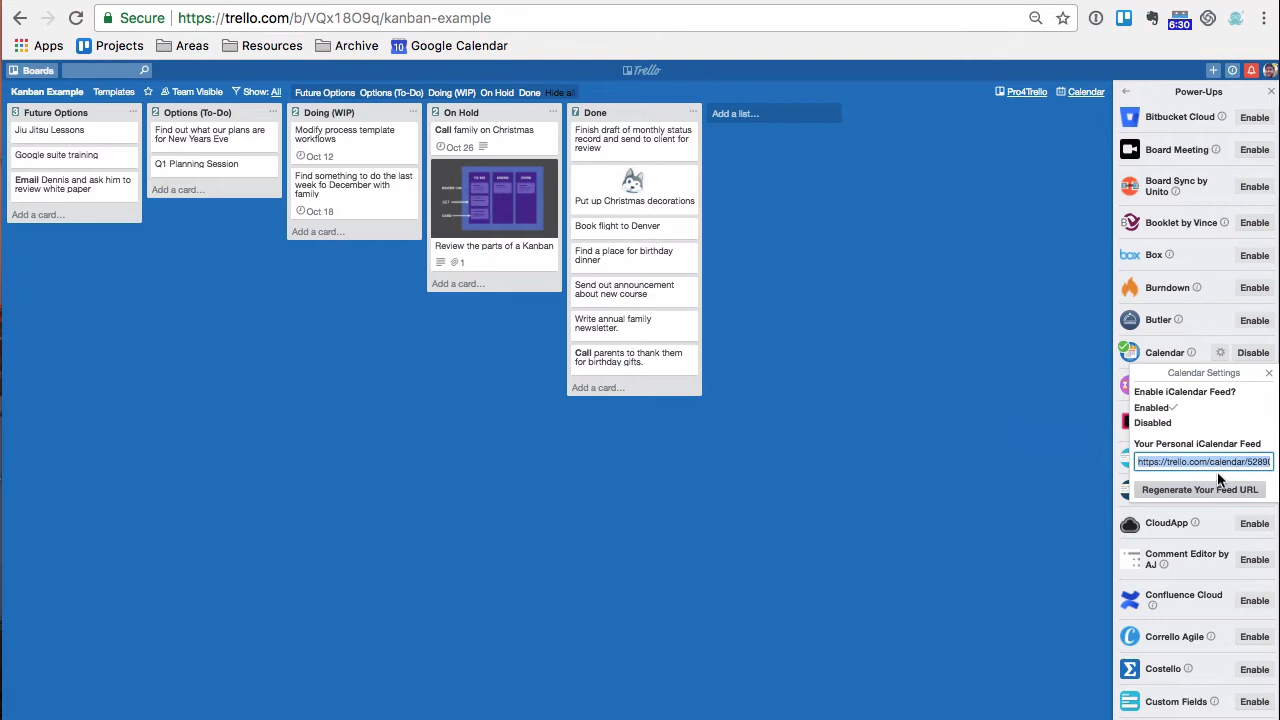 Secure https://trello.com/b/VQx18O9q/kanban-example
6:30
Apps Projects Areas Resources Archive 10 Google Calendar
Boards Trello
Kanban Example Templates Team Visible Show: All Future Options Options (To-Do) Doing (WIP) On Hold Done Hide all Pro4Trello Calendar
3 Future Options
Jiu Jitsu Lessons
Google suite training
Email Dennis and ask him to
review white paper
Add a card...
2 Options (To-Do)
Find out what our plans are
for New Years Eve
Q1 Planning Session
Add a card...
2 Doing (WIP)
Modify process template
workflows
Oct 12
Find something to do the last
week fo December with
family
Oct 18
Add a card...
2 On Hold
Call family on Christmas
Oct 26
Review the parts of a Kanban
1
Add a card...
7 Done
Finish draft of monthly status
record and send to client for
review
Put up Christmas decorations
Book flight to Denver
Find a place for birthday
dinner
Send out announcement
about new course
Write annual family
newsletter.
Call parents to thank them
for birthday gifts.
Add a card...
Add a list...
Power-Ups
Bitbucket Cloud Enable
Board Meeting Enable
Board Sync by
Unito Enable
Booklet by Vince Enable
box Box Enable
Burndown Enable
Butler Enable
Calendar Disable
Calendar Settings
Enable iCalendar Feed?
Enabled
Disabled
Your Personal iCalendar Feed
https://trello.com/calendar/5289
Regenerate Your Feed URL
CloudApp Enable
Comment Editor by
AJ Enable
Confluence Cloud Enable
Corrello Agile Enable
Costello Enable
Custom Fields Enable